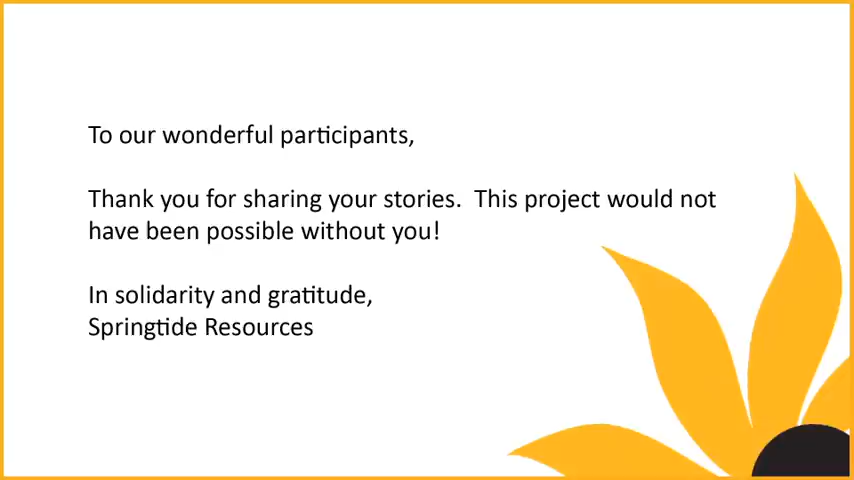 To our wonderful participants,
Thank you for sharing your stories.  This project would not
have been possible without you!
In solidarity and gratitude,
Springtide Resources